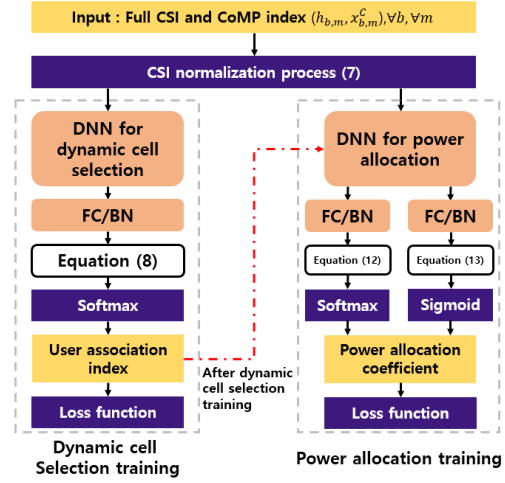 Input : Full CSI and CoMP index (h_{b,m}, x^C_{b,m}), ∀b, ∀m
CSI normalization process (7)
DNN for
dynamic cell
selection
FC/BN
Equation (8)
Softmax
User association
index
Loss function
Dynamic cell
Selection training
After dynamic
cell selection
training
DNN for power
allocation
FC/BN
FC/BN
Equation (12)
Equation (13)
Softmax
Sigmoid
Power allocation
coefficient
Loss function
Power allocation training